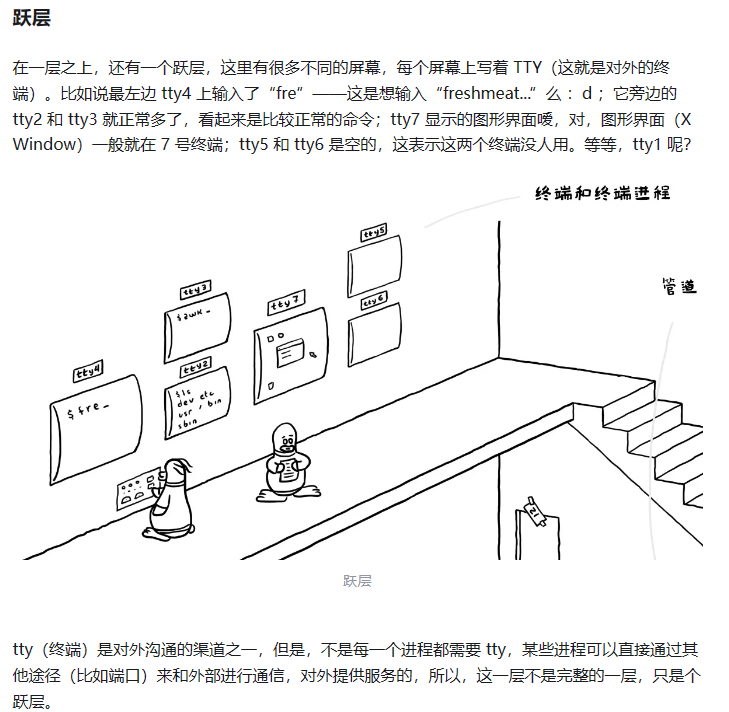 跃层
在一层之上，还有一个跃层，这里有很多不同的屏幕，每个屏幕上写着 TTY（这就是对外的终
端）。比如说最左边 tty4 上输入了“fre”——这是想输入“freshmeat…”么 ：d ；它旁边的
tty2 和 tty3 就正常多了，看起来是比较正常的命令；tty7 显示的图形界面嗳，对，图形界面（X
Window）一般就在 7 号终端；tty5 和 tty6 是空的，这表示这两个终端没人用。等等，tty1 呢？
终端和终端进程
管道
tty5
tty6
tty3
$awk_
tty7
tty2
$ls
dev etc
usr , bin
sbin
tty4
$ fre_
21
跃层
tty（终端）是对外沟通的渠道之一，但是，不是每一个进程都需要 tty，某些进程可以直接通过其
他途径（比如端口）来和外部进行通信，对外提供服务的，所以，这一层不是完整的一层，只是个
跃层。